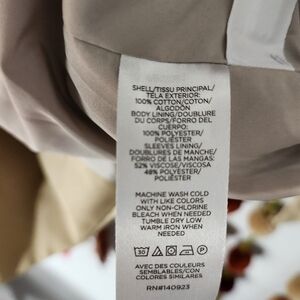 SHELL/TISSU PRINCIPAL/
TELA EXTERIOR:
100% COTTON/COTON/
ALGODÓN
BODY LINING/DOUBLURE
DU CORPS/FORRO DEL
CUERPO:
100% POLYESTER/
POLIÉSTER
SLEEVES LINING/
DOUBLURES DE MANCHE/
FORRO DE LAS MANGAS:
52% VISCOSE/VISCOSA
48% POLYESTER/
POLIÉSTER
MACHINE WASH COLD
WITH LIKE COLORS
ONLY NON-CHLORINE
BLEACH WHEN NEEDED
TUMBLE DRY LOW
WARM IRON WHEN
NEEDED
30
P
AVEC DES COULEURS
SEMBLABLES/CON
COLORES SIMILARES
RN#140923